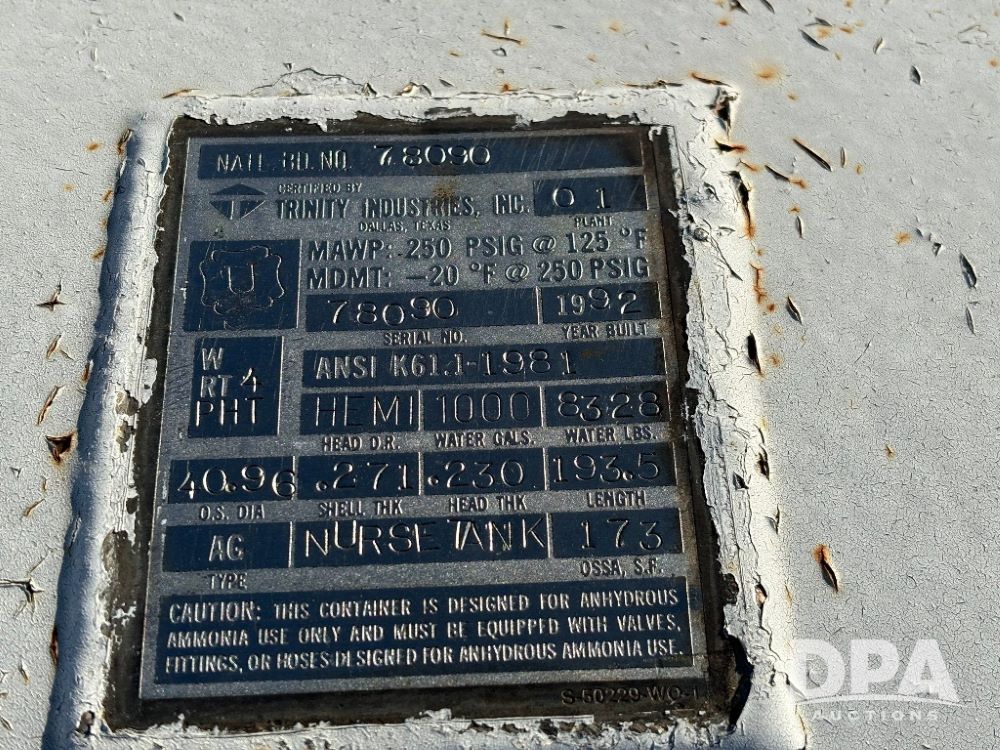 NATL. BD. NO. 78090
CERTIFIED BY
TRINITY INDUSTRIES, INC.
DALLAS, TEXAS
01
PLANT
U
MAWP: 250 PSIG @ 125 °F
MDMT: -20 °F @ 250 PSIG
78090 1992
SERIAL NO. YEAR BUILT
W
RT 4
PHT
ANSI K61.1-1981
HEMI 1000 8328
HEAD D.R. WATER GALS. WATER LBS.
40.96 .271 .230 193.5
O.S. DIA SHELL THK HEAD THK LENGTH
AG NURSE TANK 173
TYPE OSSA, S.F.
CAUTION: THIS CONTAINER IS DESIGNED FOR ANHYDROUS
AMMONIA USE ONLY AND MUST BE EQUIPPED WITH VALVES,
FITTINGS, OR HOSES DESIGNED FOR ANHYDROUS AMMONIA USE.
S-50229-WO-1
DPA
AUCTIONS